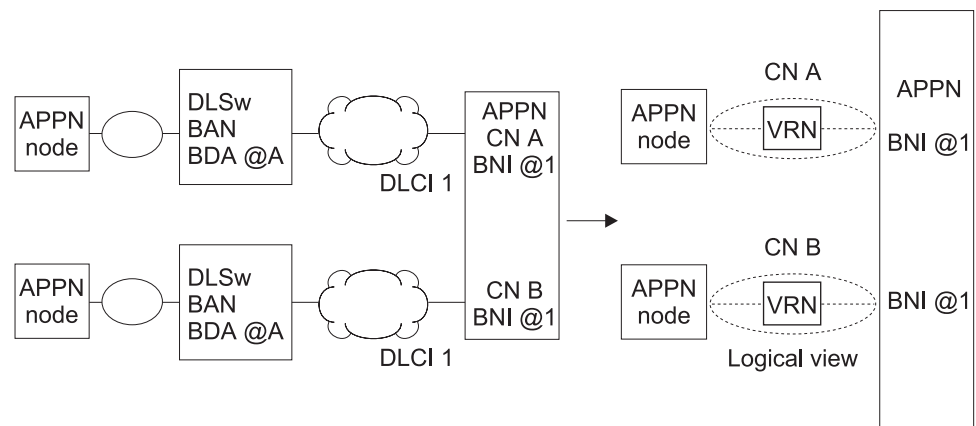 APPN
node
DLSw
BAN
BDA @A
DLCI 1
APPN
CN A
BNI @1
APPN
node
DLSw
BAN
BDA @A
DLCI 1
CN B
BNI @1
CN A
APPN
node
VRN
APPN
BNI @1
CN B
APPN
node
VRN
BNI @1
Logical view